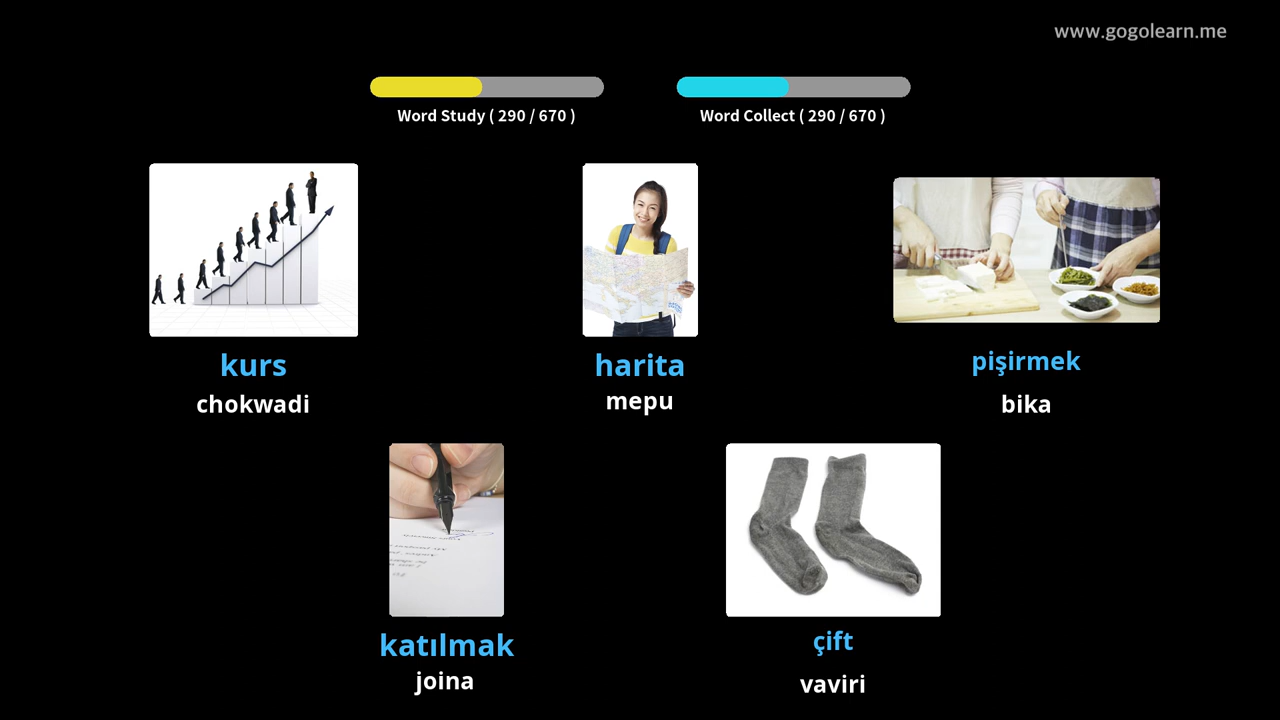 www.gogolearn.me
Word Study ( 290 / 670 )
Word Collect ( 290 / 670 )
kurs
chokwadi
harita
mepu
pişirmek
bika
katılmak
joina
çift
vaviri